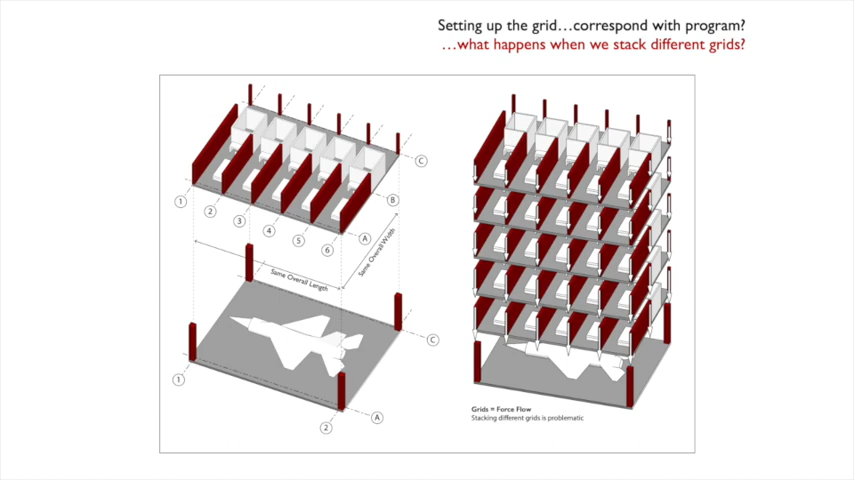 Setting up the grid...correspond with program?
...what happens when we stack different grids?
C
B
A
1
2
3
4
5
6
Same Overall Length
Same Overall Width
C
A
1
2
Grids = Force Flow
Stacking different grids is problematic